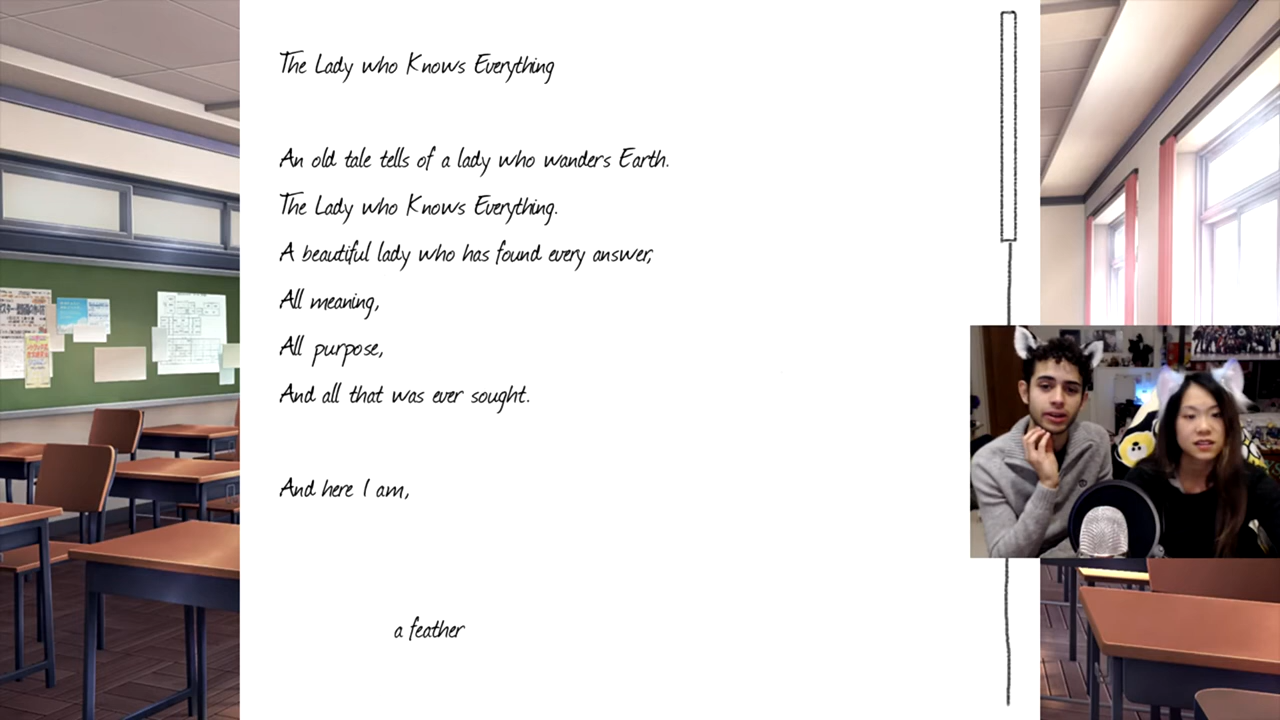 The Lady who Knows Everything
An old tale tells of a lady who wanders Earth.
The Lady who Knows Everything.
A beautiful lady who has found every answer,
All meaning,
All purpose,
And all that was ever sought.
And here I am,
a feather